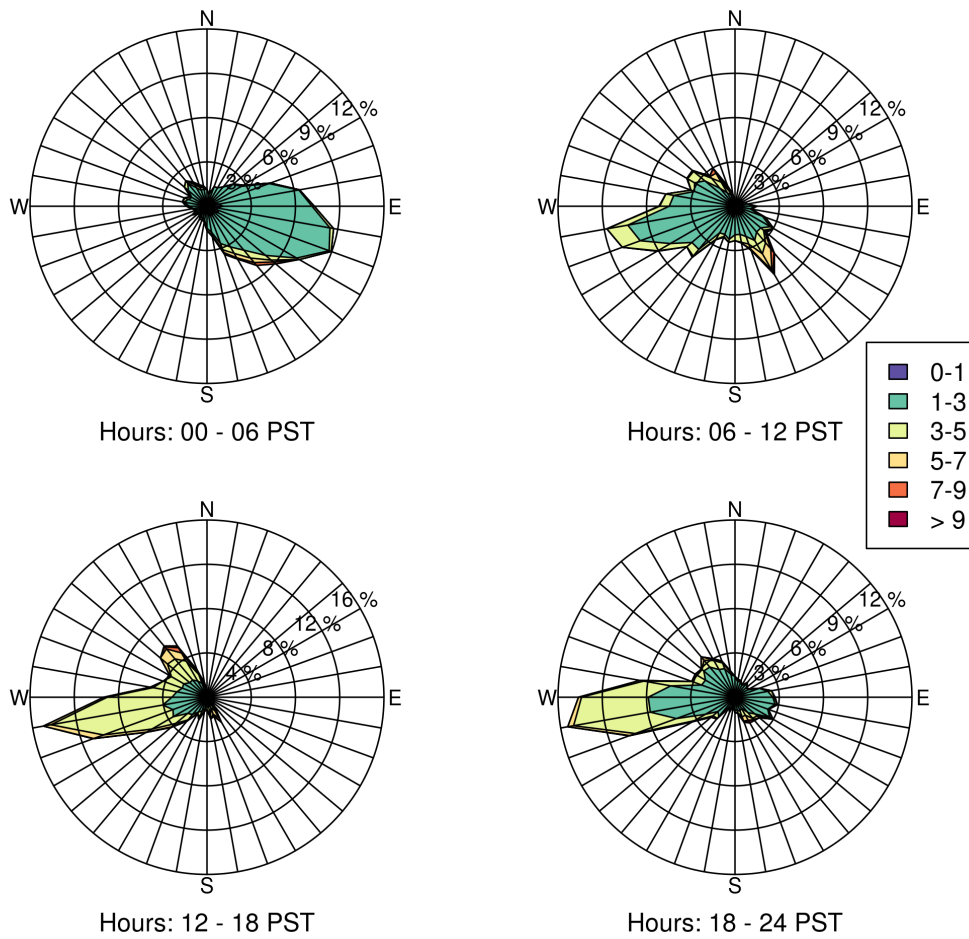 N
12 %
9 %
6 %
3 %
W
E
S
Hours: 00 - 06 PST
N
12 %
9 %
6 %
3 %
W
E
S
Hours: 06 - 12 PST
0-1
1-3
3-5
5-7
7-9
> 9
N
16 %
12 %
8 %
4 %
W
E
S
Hours: 12 - 18 PST
N
12 %
9 %
6 %
3 %
W
E
S
Hours: 18 - 24 PST